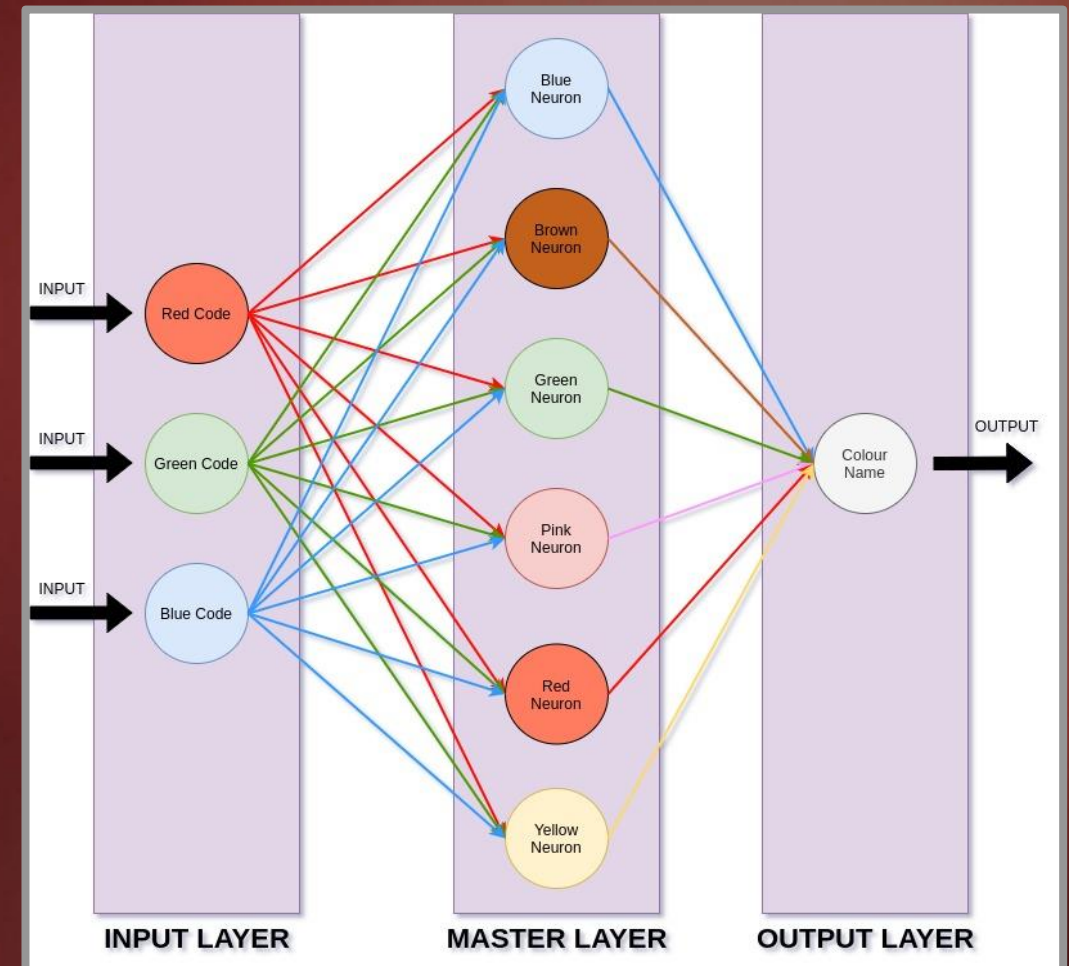 Blue
Neuron
Brown
Neuron
INPUT
Red Code
Green
Neuron
INPUT
Green Code
OUTPUT
Colour
Name
Pink
Neuron
INPUT
Blue Code
Red
Neuron
Yellow
Neuron
INPUT LAYER
MASTER LAYER
OUTPUT LAYER